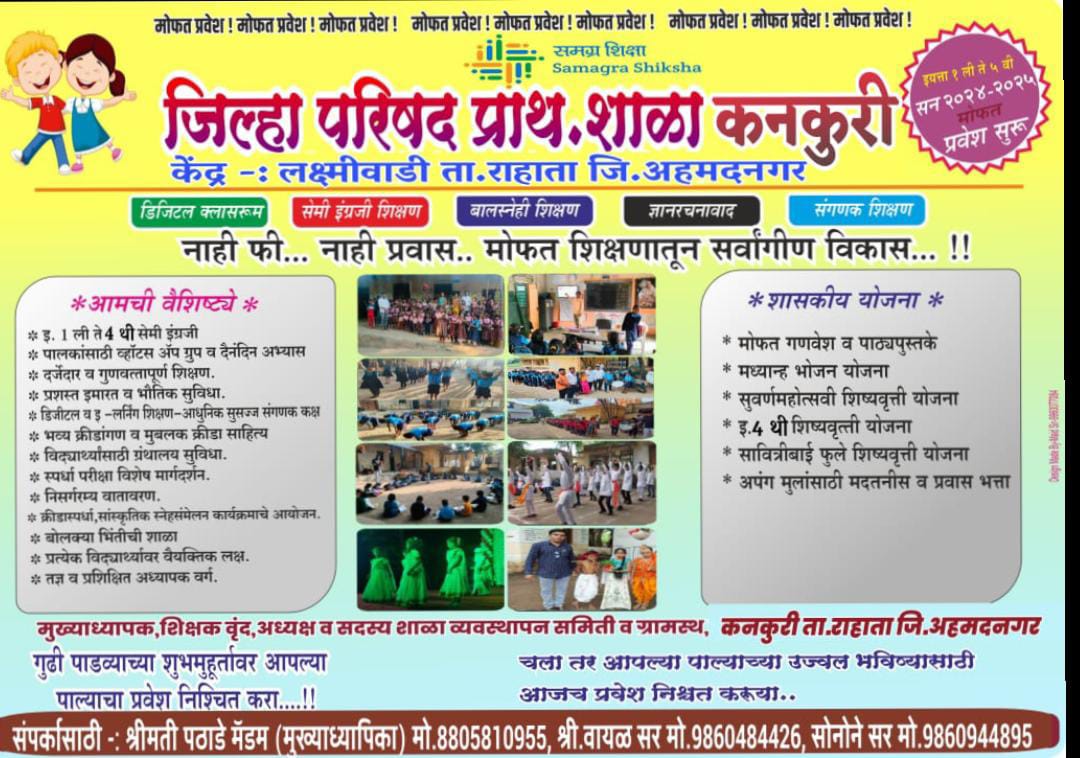 मोफत प्रवेश ! मोफत प्रवेश ! मोफत प्रवेश ! मोफत प्रवेश ! मोफत प्रवेश ! मोफत प्रवेश ! मोफत प्रवेश ! मोफत प्रवेश ! मोफत प्रवेश !
समग्र शिक्षा
Samagra Shiksha
इयत्ता १ ली ते ५ वी
सन २०२४-२०२५
मोफत
प्रवेश सुरू
जिल्हा परिषद प्राथ.शाळा कनकुरी
केंद्र -: लक्ष्मीवाडी ता.राहाता जि.अहमदनगर
डिजिटल क्लासरूम
सेमी इंग्रजी शिक्षण
बालस्नेही शिक्षण
ज्ञानरचनावाद
संगणक शिक्षण
नाही फी... नाही प्रवास.. मोफत शिक्षणातून सर्वांगीण विकास... !!
*आमची वैशिष्ट्ये *
* इ. 1 ली ते 4 थी सेमी इंग्रजी
* पालकांसाठी व्हॉटस ॲप ग्रुप व दैनंदिन अभ्यास
* दर्जेदार व गुणवत्तापूर्ण शिक्षण.
* प्रशस्त इमारत व भौतिक सुविधा.
* डिजीटल व इ -लर्निंग शिक्षण-आधुनिक सुसज्ज संगणक कक्ष
* भव्य क्रीडांगण व मुबलक क्रीडा साहित्य
* विद्यार्थ्यांसाठी ग्रंथालय सुविधा.
* स्पर्धा परीक्षा विशेष मार्गदर्शन.
* निसर्गरम्य वातावरण.
* क्रीडास्पर्धा,सांस्कृतिक स्नेहसंमेलन कार्यक्रमाचे आयोजन.
* बोलक्या भिंतीची शाळा
* प्रत्येक विद्यार्थ्यावर वैयक्तिक लक्ष.
* तज्ञ व प्रशिक्षित अध्यापक वर्ग.
*शासकीय योजना *
* मोफत गणवेश व पाठ्यपुस्तके
* मध्यान्ह भोजन योजना
* सुवर्णमहोत्सवी शिष्यवृत्ती योजना
* इ.4 थी शिष्यवृत्ती योजना
* सावित्रीबाई फुले शिष्यवृत्ती योजना
* अपंग मुलांसाठी मदतनीस व प्रवास भत्ता
मुख्याध्यापक,शिक्षक वृंद,अध्यक्ष व सदस्य शाळा व्यवस्थापन समिती व ग्रामस्थ, कनकुरी ता.राहाता जि.अहमदनगर
गुढी पाडव्याच्या शुभमुहूर्तावर आपल्या
पाल्याचा प्रवेश निश्चित करा....!!
चला तर आपल्या पाल्याच्या उज्वल भविष्यासाठी
आजच प्रवेश निश्चत करूया..
संपर्कासाठी -: श्रीमती पठाडे मॅडम (मुख्याध्यापिका) मो.8805810955, श्री.वायळ सर मो.9860484426, सोनोने सर मो.9860944895